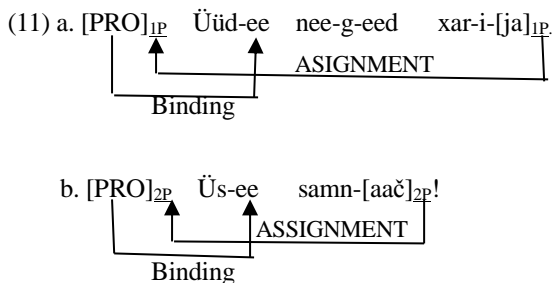 (11) a. [PRO]1P Üüd-ee nee-g-eed xar-i-[ja]1P.
ASIGNMENT
Binding
b. [PRO]2P Üs-ee samn-[aač]2P!
ASSIGNMENT
Binding